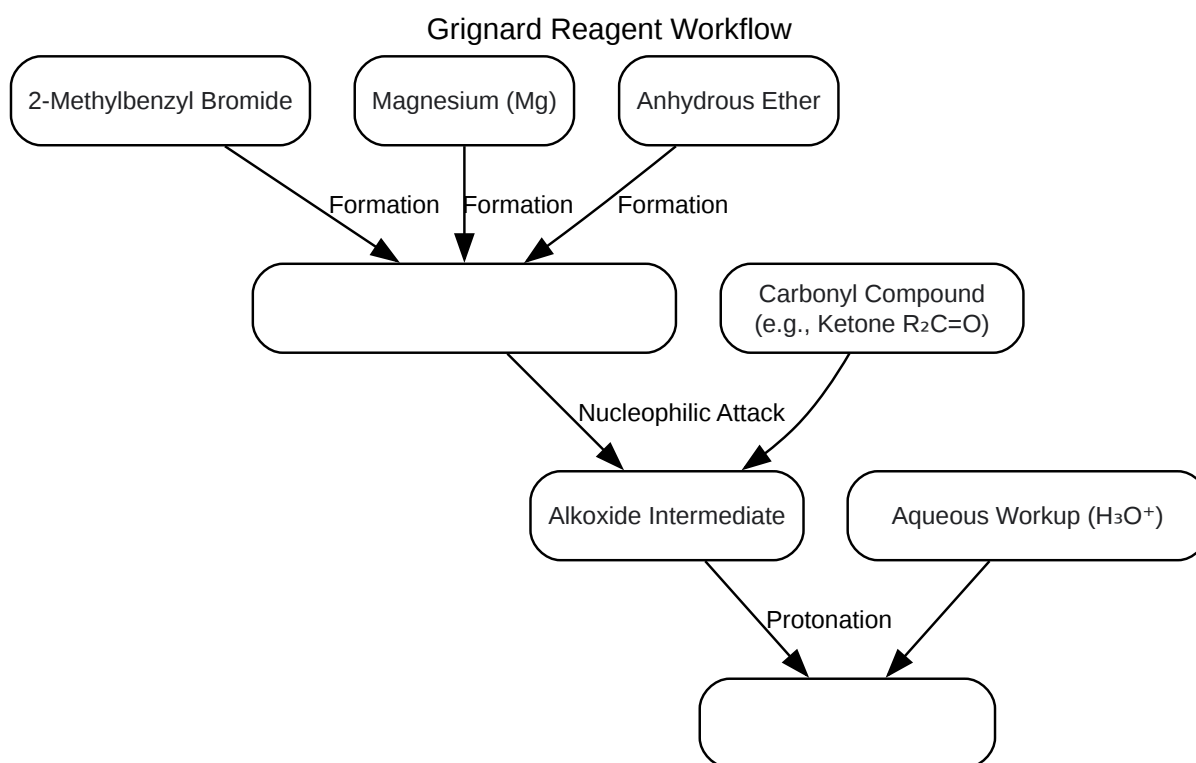 Grignard Reagent Workflow
2-Methylbenzyl Bromide
Magnesium (Mg)
Anhydrous Ether
Formation
Formation
Formation
Carbonyl Compound
(e.g., Ketone R₂C=O)
Nucleophilic Attack
Alkoxide Intermediate
Aqueous Workup (H₃O⁺)
Protonation